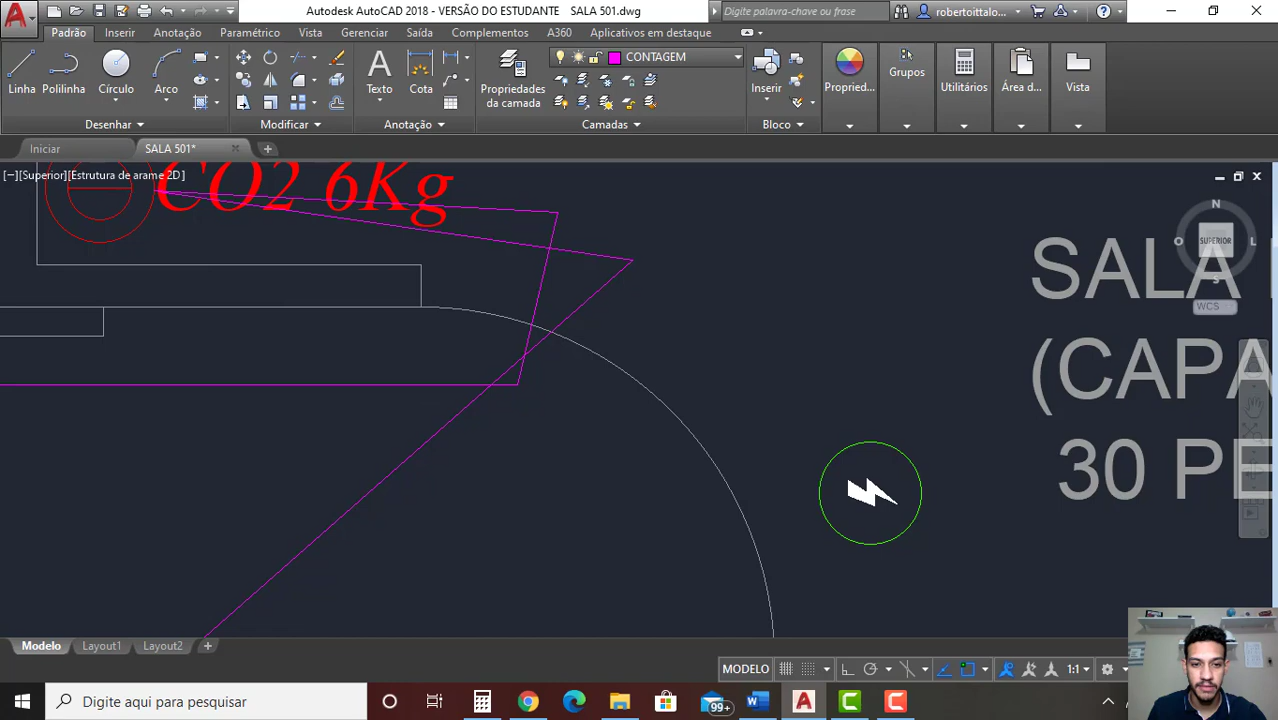 Autodesk AutoCAD 2018 - VERSÃO DO ESTUDANTE SALA 501.dwg
Digite palavra-chave ou frase
robertoittalo...
Padrão Inserir Anotação Paramétrico Vista Gerenciar Saída Complementos A360 Aplicativos em destaque
Linha Polilinha Círculo Arco
Texto Cota
Propriedades da camada
CONTAGEM
Inserir
Propried... Grupos Utilitários Área d... Vista
Desenhar Modificar Anotação Camadas Bloco
Iniciar SALA 501*
[−][Superior][Estrutura de arame 2D]
CO2 6Kg
N
O SUPERIOR L
S
WCS
SALA
(CAPA
30 PE
Modelo Layout1 Layout2
MODELO 1:1
Digite aqui para pesquisar
99+